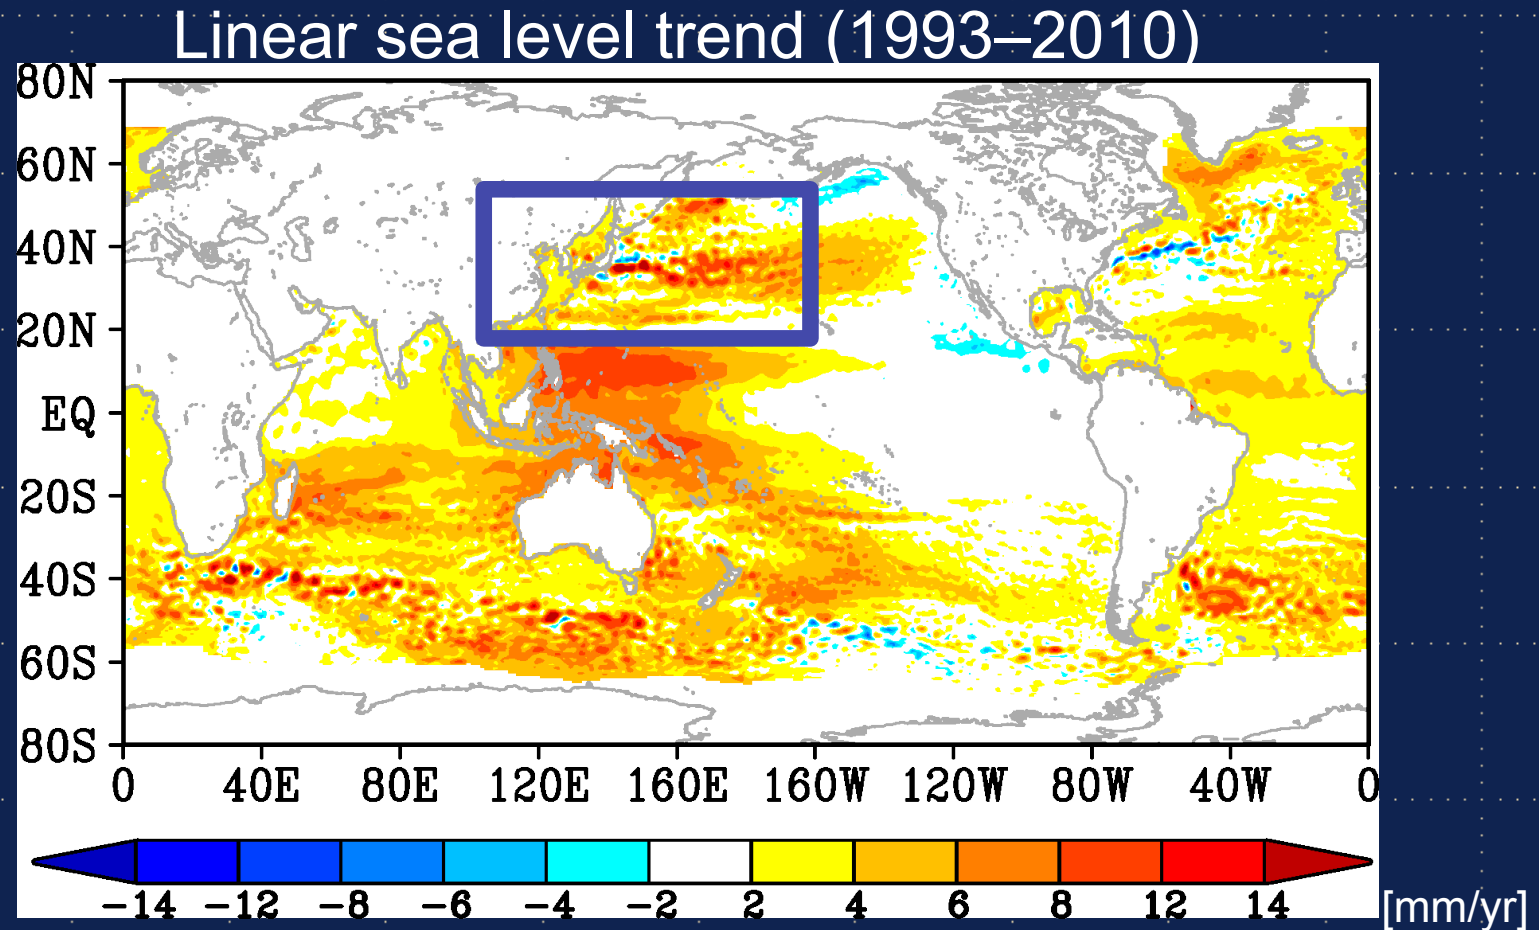 Linear sea level trend (1993–2010)
80N
60N
40N
20N
EQ
20S
40S
60S
80S
0 40E 80E 120E 160E 160W 120W 80W 40W 0
−14 −12 −8 −6 −4 −2 2 4 6 8 12 14 [mm/yr]